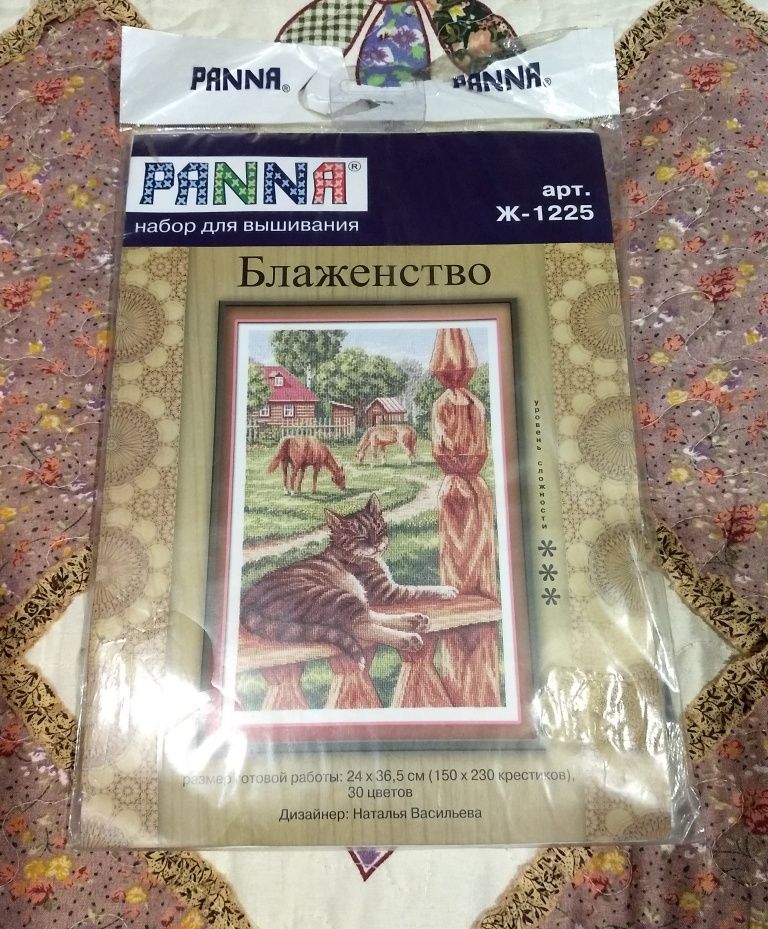 PANNA® PANNA®
PANNA®
набор для вышивания
арт.
Ж-1225
Блаженство
уровень сложности
***
размер готовой работы: 24 х 36,5 см (150 х 230 крестиков),
30 цветов
Дизайнер: Наталья Васильева